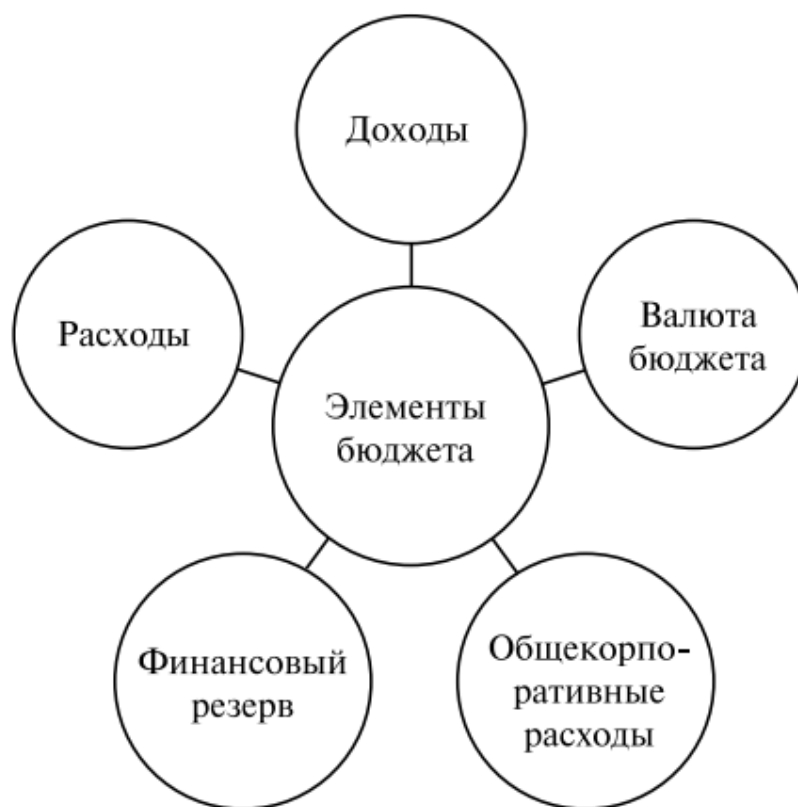 Доходы
Расходы
Валюта
бюджета
Элементы
бюджета
Финансовый
резерв
Общекорпо-
ративные
расходы